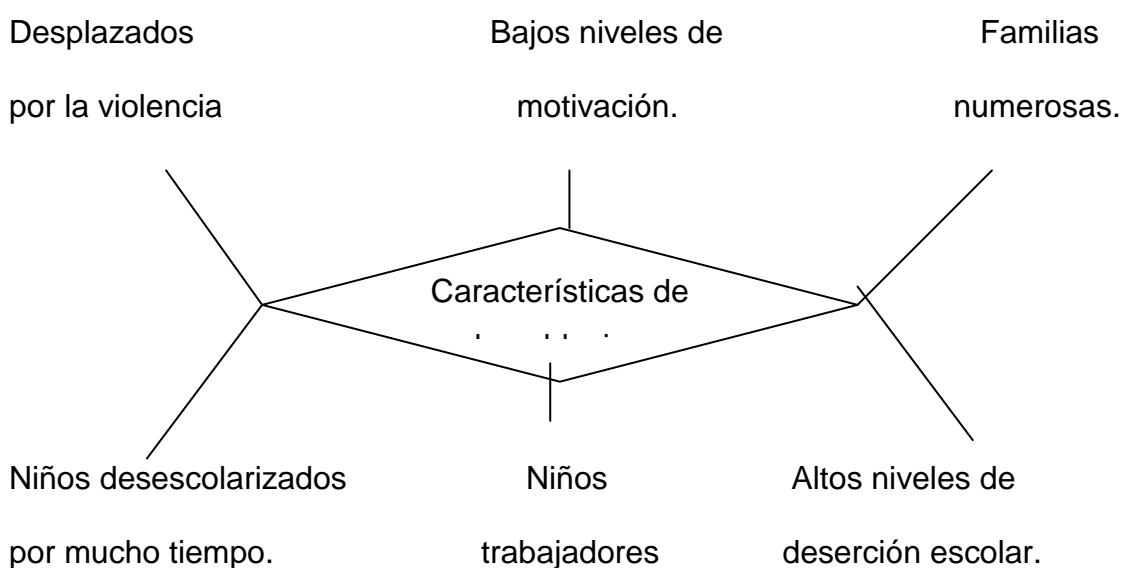 Desplazados Bajos niveles de Familias
por la violencia motivación. numerosas.
Características de
Niños desescolarizados Niños Altos niveles de
por mucho tiempo. trabajadores deserción escolar.